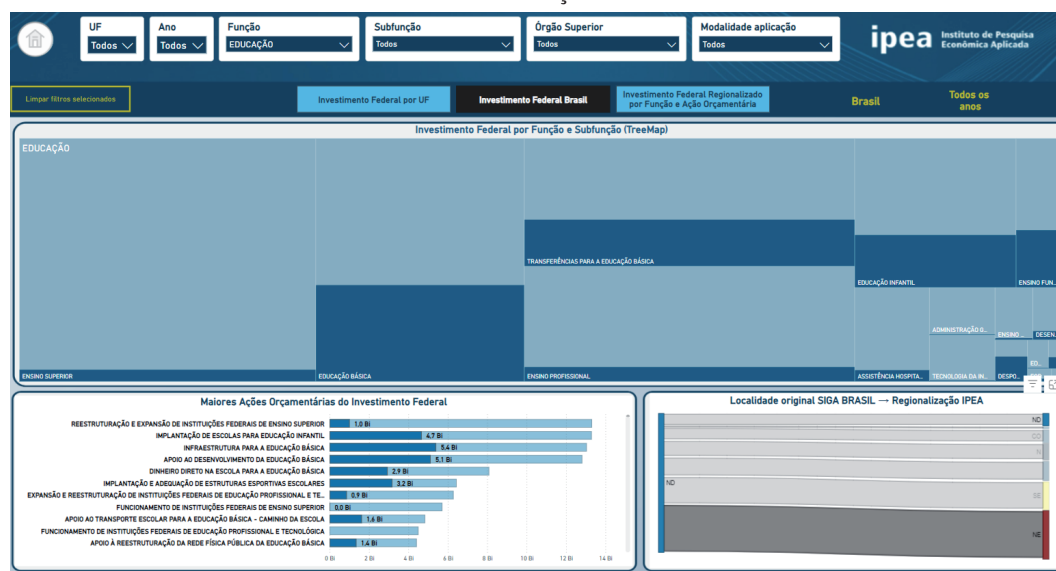 UF
Todos
Ano
Todos
Função
EDUCAÇÃO
Subfunção
Todos
Órgão Superior
Todos
Modalidade aplicação
Todos
ipea Instituto de Pesquisa
Econômica Aplicada
Limpar filtros selecionados
Investimento Federal por UF
Investimento Federal Brasil
Investimento Federal Regionalizado
por Função e Ação Orçamentária
Brasil
Todos os
anos
Investimento Federal por Função e Subfunção (TreeMap)
EDUCAÇÃO
TRANSFERÊNCIAS PARA A EDUCAÇÃO BÁSICA
EDUCAÇÃO INFANTIL
ENSINO FUN...
ADMINISTRAÇÃO G...
ENSINO ...
DESEN...
ED...
ENSINO SUPERIOR
EDUCAÇÃO BÁSICA
ENSINO PROFISSIONAL
ASSISTÊNCIA HOSPITA...
TECNOLOGIA DA IN...
DESPO...
Maiores Ações Orçamentárias do Investimento Federal
REESTRUTURAÇÃO E EXPANSÃO DE INSTITUIÇÕES FEDERAIS DE ENSINO SUPERIOR 1,0 Bi
IMPLANTAÇÃO DE ESCOLAS PARA EDUCAÇÃO INFANTIL 4,7 Bi
INFRAESTRUTURA PARA A EDUCAÇÃO BÁSICA 5,4 Bi
APOIO AO DESENVOLVIMENTO DA EDUCAÇÃO BÁSICA 5,1 Bi
DINHEIRO DIRETO NA ESCOLA PARA A EDUCAÇÃO BÁSICA 2,9 Bi
IMPLANTAÇÃO E ADEQUAÇÃO DE ESTRUTURAS ESPORTIVAS ESCOLARES 3,2 Bi
EXPANSÃO E REESTRUTURAÇÃO DE INSTITUIÇÕES FEDERAIS DE EDUCAÇÃO PROFISSIONAL E TE... 0,9 Bi
FUNCIONAMENTO DE INSTITUIÇÕES FEDERAIS DE ENSINO SUPERIOR 0,0 Bi
APOIO AO TRANSPORTE ESCOLAR PARA A EDUCAÇÃO BÁSICA - CAMINHO DA ESCOLA 1,6 Bi
FUNCIONAMENTO DE INSTITUIÇÕES FEDERAIS DE EDUCAÇÃO PROFISSIONAL E TECNOLÓGICA
APOIO À REESTRUTURAÇÃO DA REDE FÍSICA PÚBLICA DA EDUCAÇÃO BÁSICA 1,4 Bi
0 Bi 2 Bi 4 Bi 6 Bi 8 Bi 10 Bi 12 Bi 14 Bi
Localidade original SIGA BRASIL → Regionalização IPEA
ND
CO
N
ND
SE
NE